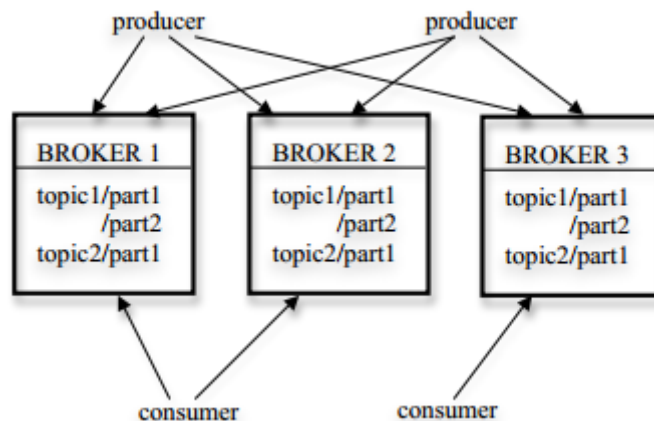 producer producer
BROKER 1 BROKER 2 BROKER 3
topic1/part1 topic1/part1 topic1/part1
/part2 /part2 /part2
topic2/part1 topic2/part1 topic2/part1
consumer consumer